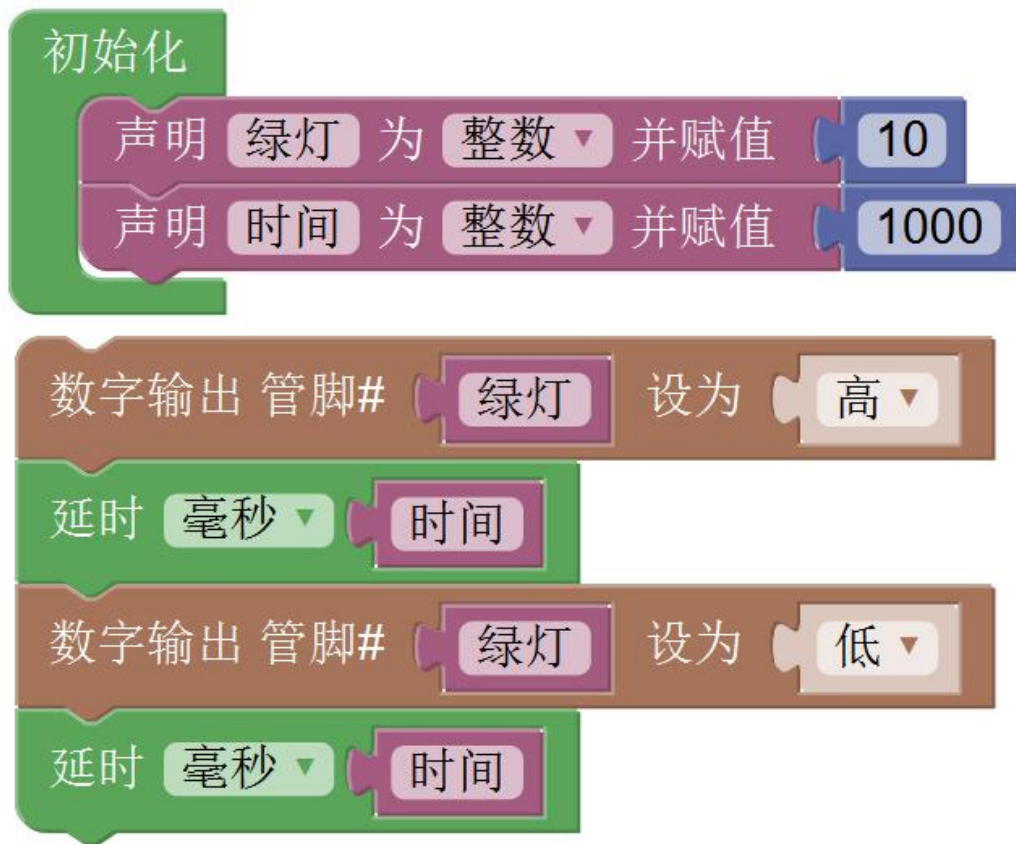 初始化
声明 绿灯 为 整数 并赋值 10
声明 时间 为 整数 并赋值 1000
数字输出 管脚# 绿灯 设为 高
延时 毫秒 时间
数字输出 管脚# 绿灯 设为 低
延时 毫秒 时间